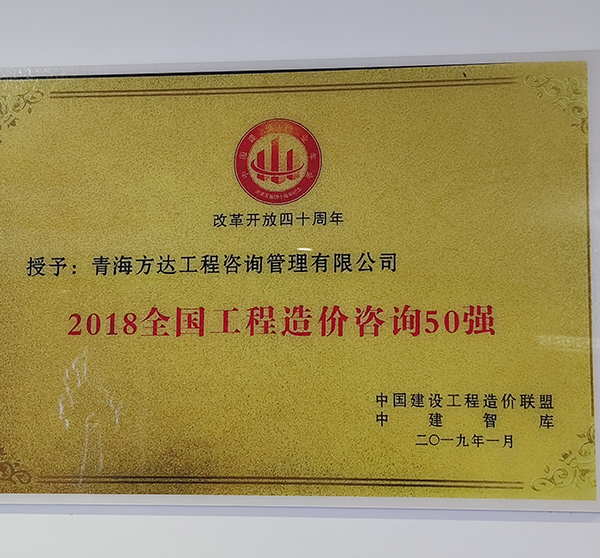 改革开放四十周年
授予：青海方达工程咨询管理有限公司
2018全国工程造价咨询50强
中国建设工程造价联盟
中建智库
二〇一九年一月